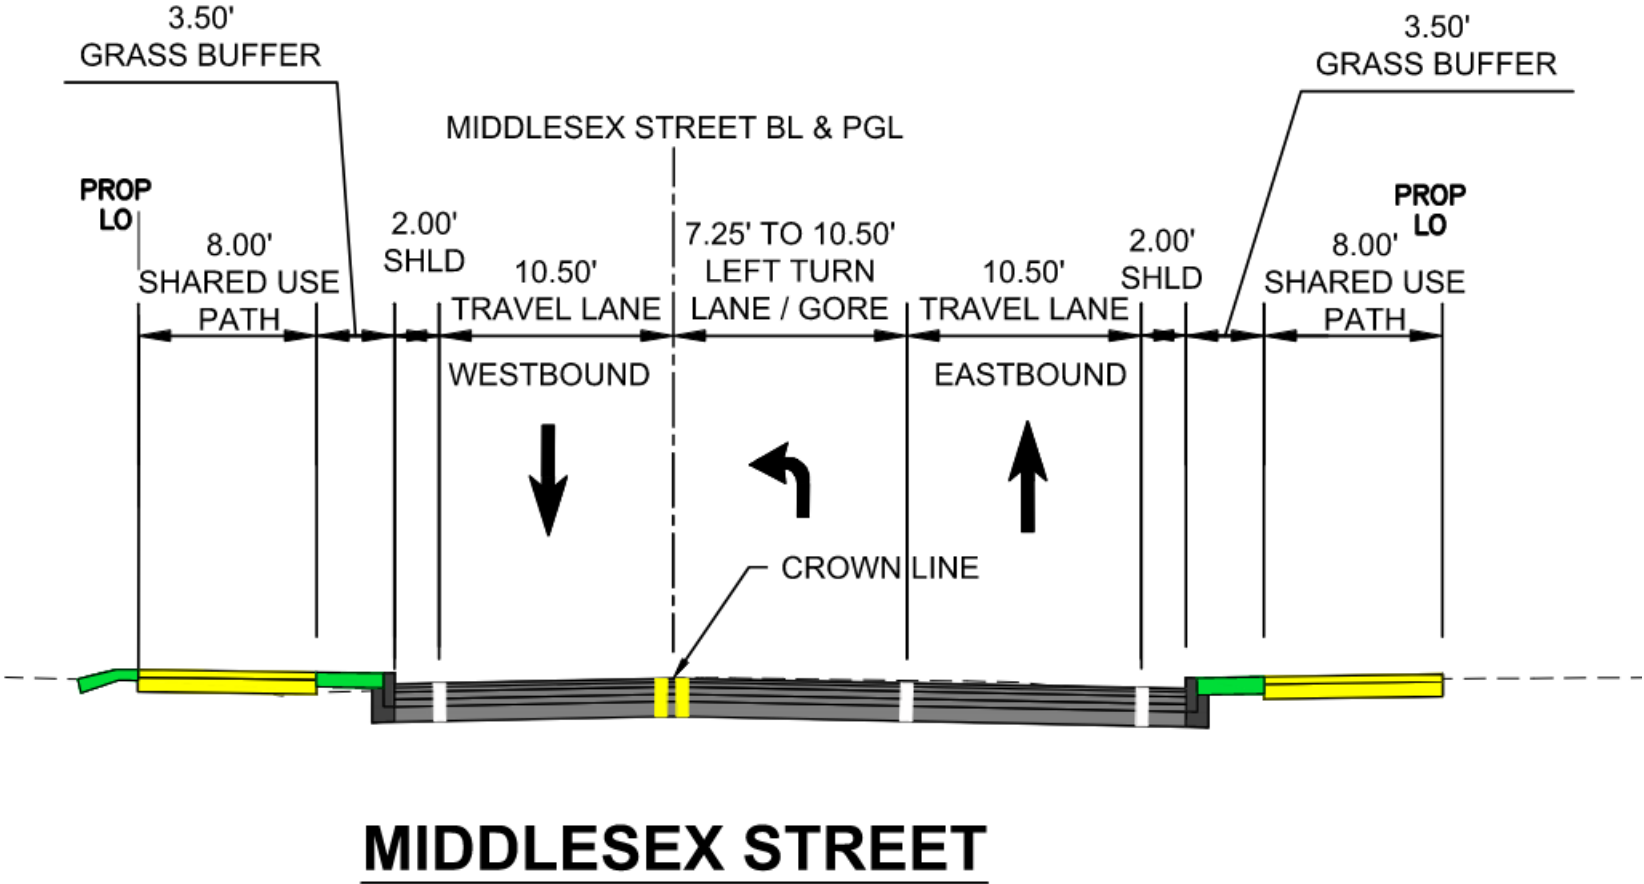 3.50'
GRASS BUFFER
3.50'
GRASS BUFFER
MIDDLESEX STREET BL & PGL
PROP
LO
PROP
LO
8.00'
SHARED USE
PATH
2.00'
SHLD
10.50'
TRAVEL LANE
7.25' TO 10.50'
LEFT TURN
LANE / GORE
10.50'
TRAVEL LANE
2.00'
SHLD
8.00'
SHARED USE
PATH
WESTBOUND
EASTBOUND
CROWN LINE
MIDDLESEX STREET